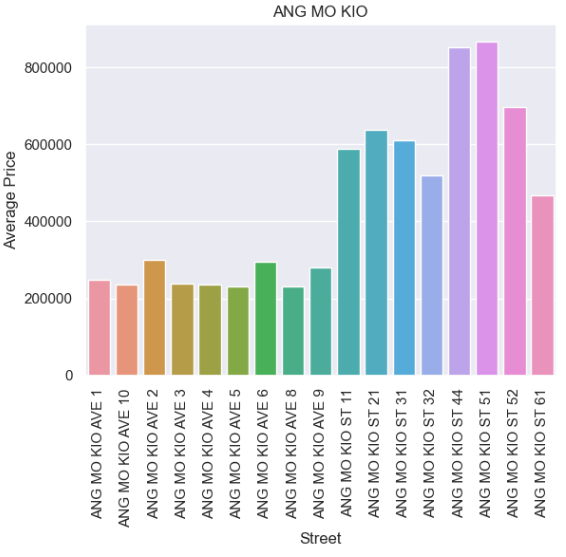 ANG MO KIO
Average Price
800000
600000
400000
200000
0
ANG MO KIO AVE 1
ANG MO KIO AVE 10
ANG MO KIO AVE 2
ANG MO KIO AVE 3
ANG MO KIO AVE 4
ANG MO KIO AVE 5
ANG MO KIO AVE 6
ANG MO KIO AVE 8
ANG MO KIO AVE 9
ANG MO KIO ST 11
ANG MO KIO ST 21
ANG MO KIO ST 31
ANG MO KIO ST 32
ANG MO KIO ST 44
ANG MO KIO ST 51
ANG MO KIO ST 52
ANG MO KIO ST 61
Street